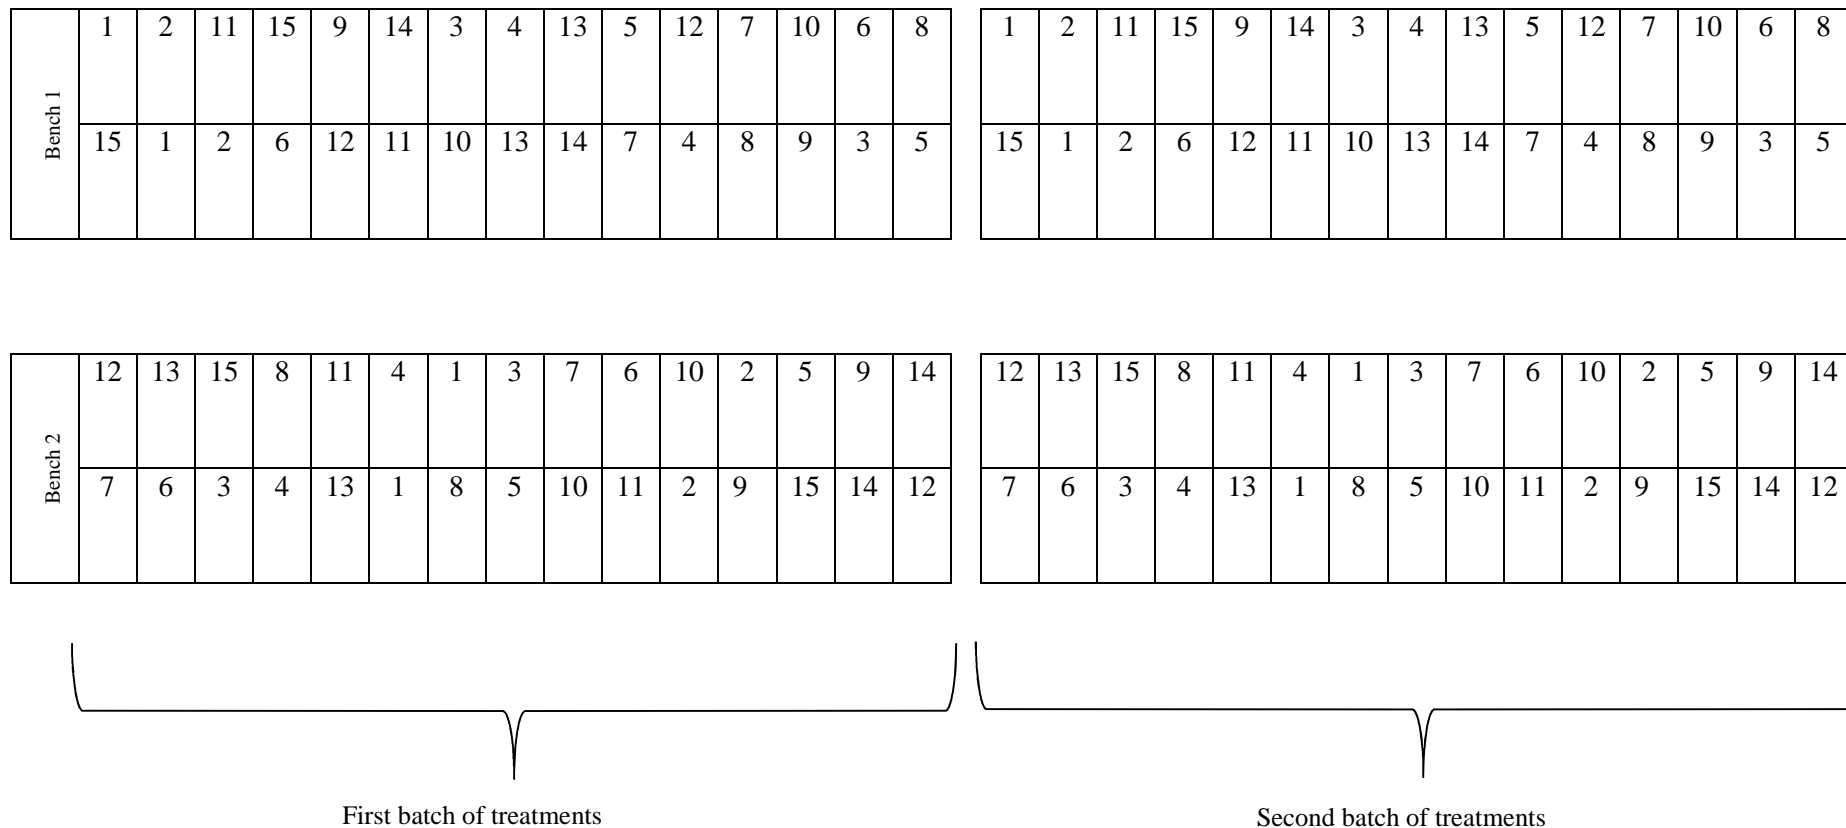 Bench 1
1 2 11 15 9 14 3 4 13 5 12 7 10 6 8
15 1 2 6 12 11 10 13 14 7 4 8 9 3 5
1 2 11 15 9 14 3 4 13 5 12 7 10 6 8
15 1 2 6 12 11 10 13 14 7 4 8 9 3 5
Bench 2
12 13 15 8 11 4 1 3 7 6 10 2 5 9 14
7 6 3 4 13 1 8 5 10 11 2 9 15 14 12
12 13 15 8 11 4 1 3 7 6 10 2 5 9 14
7 6 3 4 13 1 8 5 10 11 2 9 15 14 12
First batch of treatments
Second batch of treatments